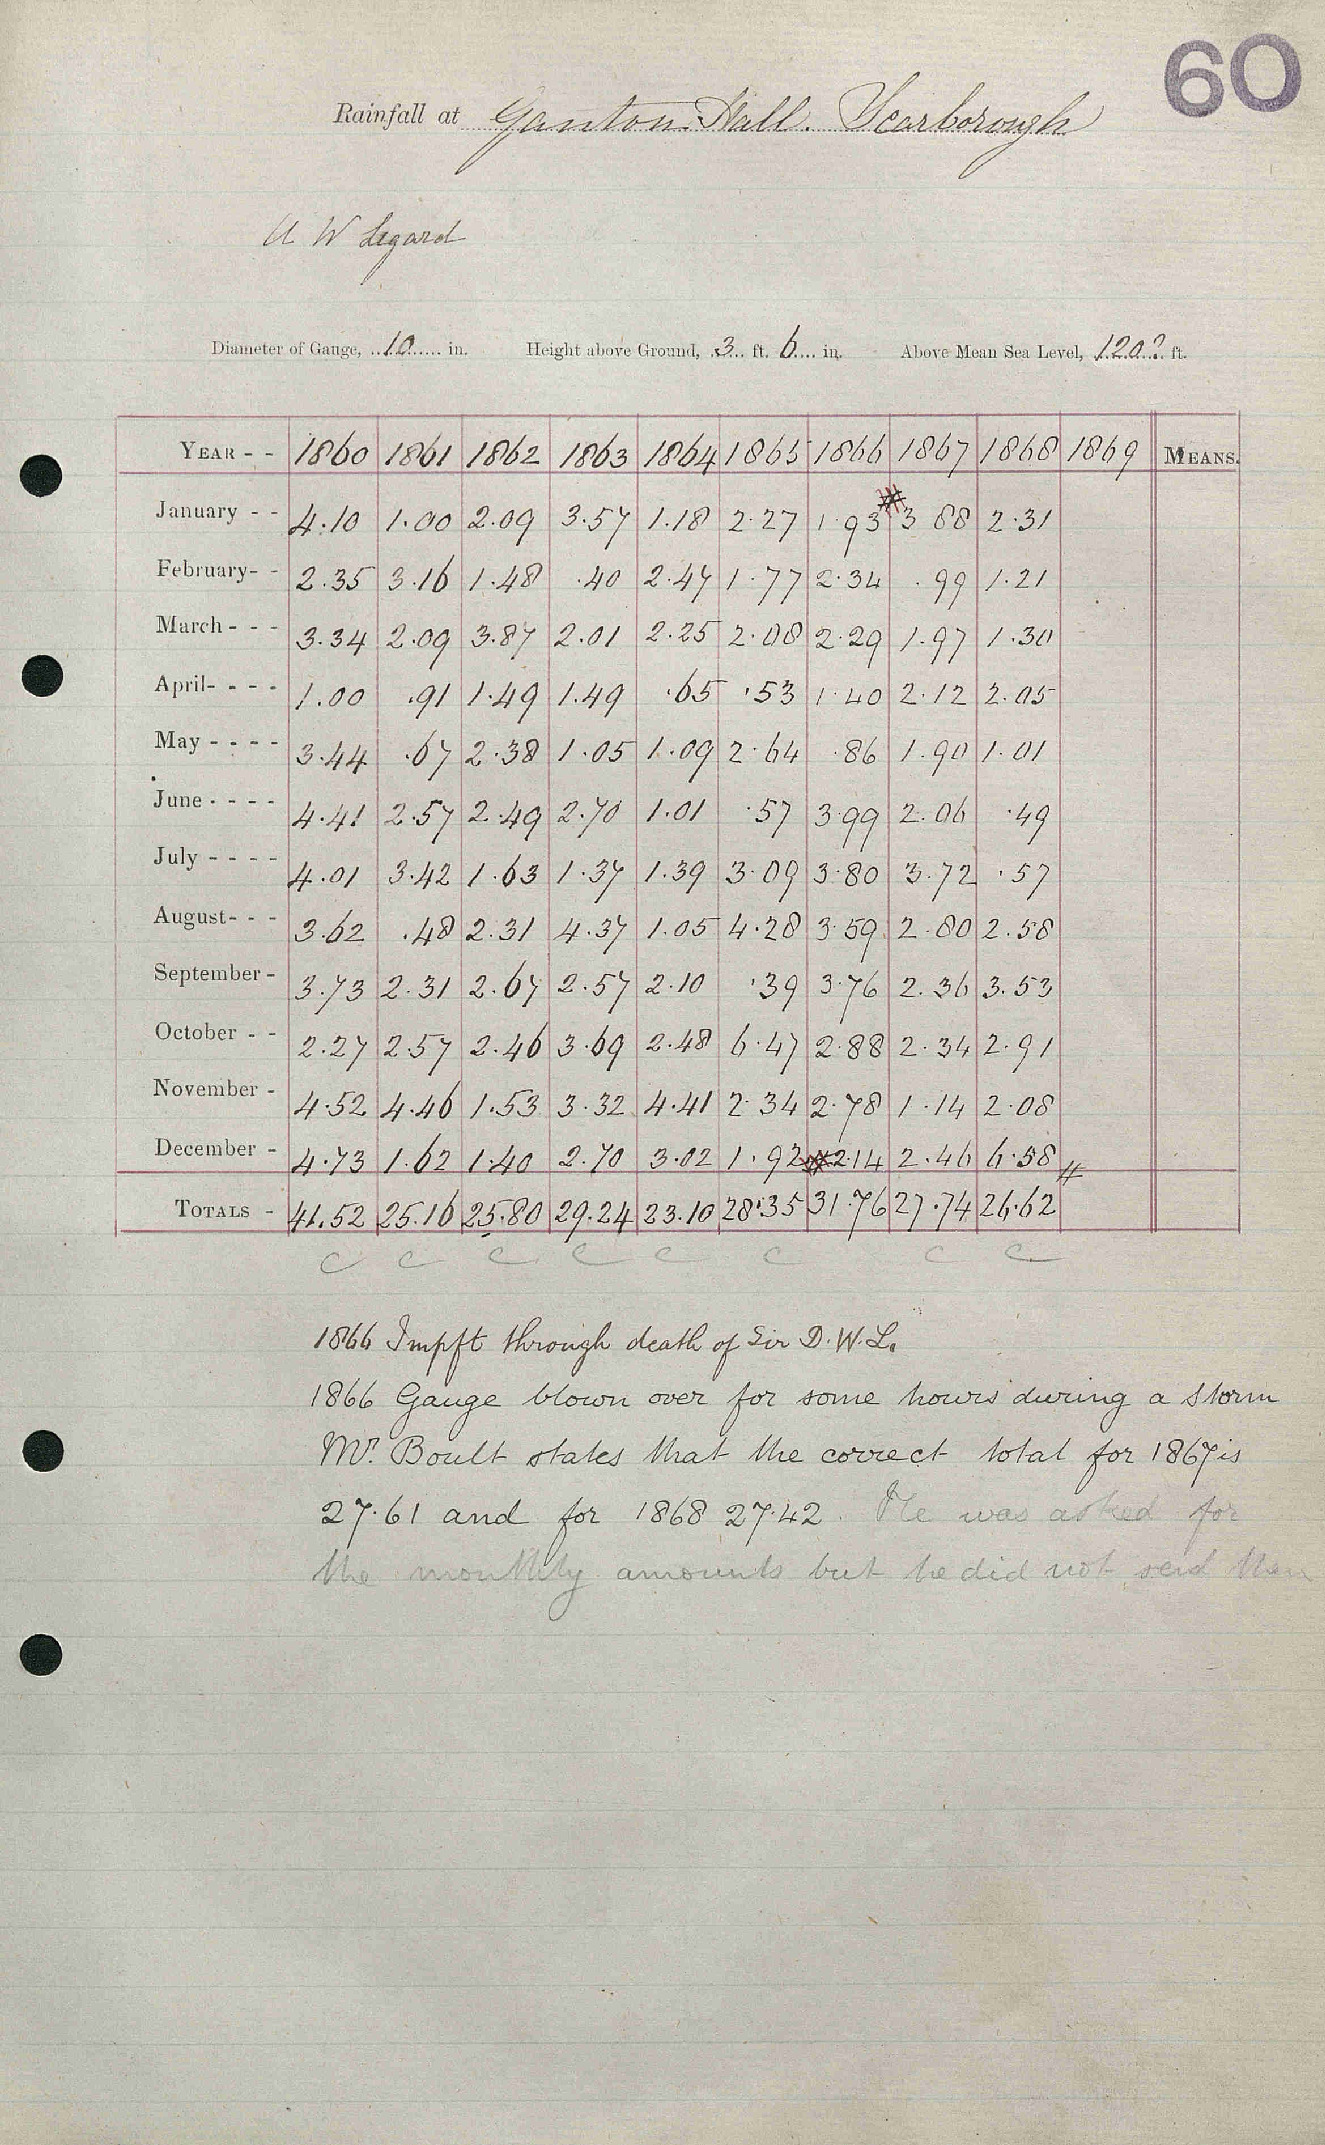 60
Rainfall at Ganton Hall. Scarborough
A W Legard
Diameter of Gauge, 10 in. Height above Ground, 3 ft. 6 in. Above Mean Sea Level, 120? ft.
YEAR - - 1860 1861 1862 1863 1864 1865 1866 1867 1868 1869 MEANS.
January - - 4.10 1.00 2.09 3.57 1.18 2.27 1.93 3 88 2.31
February- - 2.35 3.16 1.48 .40 2.47 1.77 2.34 .99 1.21
March - - - 3.34 2.09 3.87 2.01 2.25 2.08 2.29 1.97 1.30
April- - - - 1.00 .91 1.49 1.49 .65 .53 1.40 2.12 2.05
May - - - - 3.44 .67 2.38 1.05 1.09 2.64 .86 1.90 1.01
June - - - - 4.41 2.57 2.49 2.70 1.01 .57 3.99 2.06 .49
July - - - - 4.01 3.42 1.63 1.37 1.39 3.09 3.80 3.72 .57
August- - - 3.62 .48 2.31 4.37 1.05 4.28 3.59 2.80 2.58
September - 3.73 2.31 2.67 2.57 2.10 .39 3.76 2.36 3.53
October - - 2.27 2.57 2.46 3.69 2.48 6.47 2.88 2.34 2.91
November - 4.52 4.46 1.53 3.32 4.41 2.34 2.78 1.14 2.08
December - 4.73 1.62 1.40 2.70 3.02 1.92 2.14 2.46 6.58
TOTALS - 41.52 25.16 25.80 29.24 23.10 28.35 31.76 27.74 26.62
C C C C C C C C
1866 Impft through death of Sir D.W.L.
1866 Gauge blown over for some hours during a storm
Mr. Boult states that the correct total for 1867 is
27.61 and for 1868 27.42. He was asked for
the monthly amounts but he did not send them